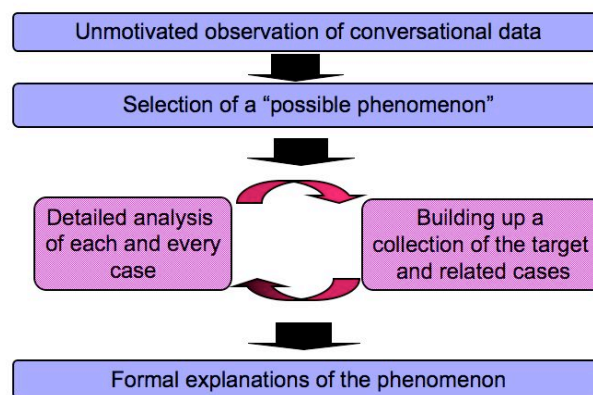 Unmotivated observation of conversational data
Selection of a “possible phenomenon”
Detailed analysis
of each and every
case
Building up a
collection of the target
and related cases
Formal explanations of the phenomenon